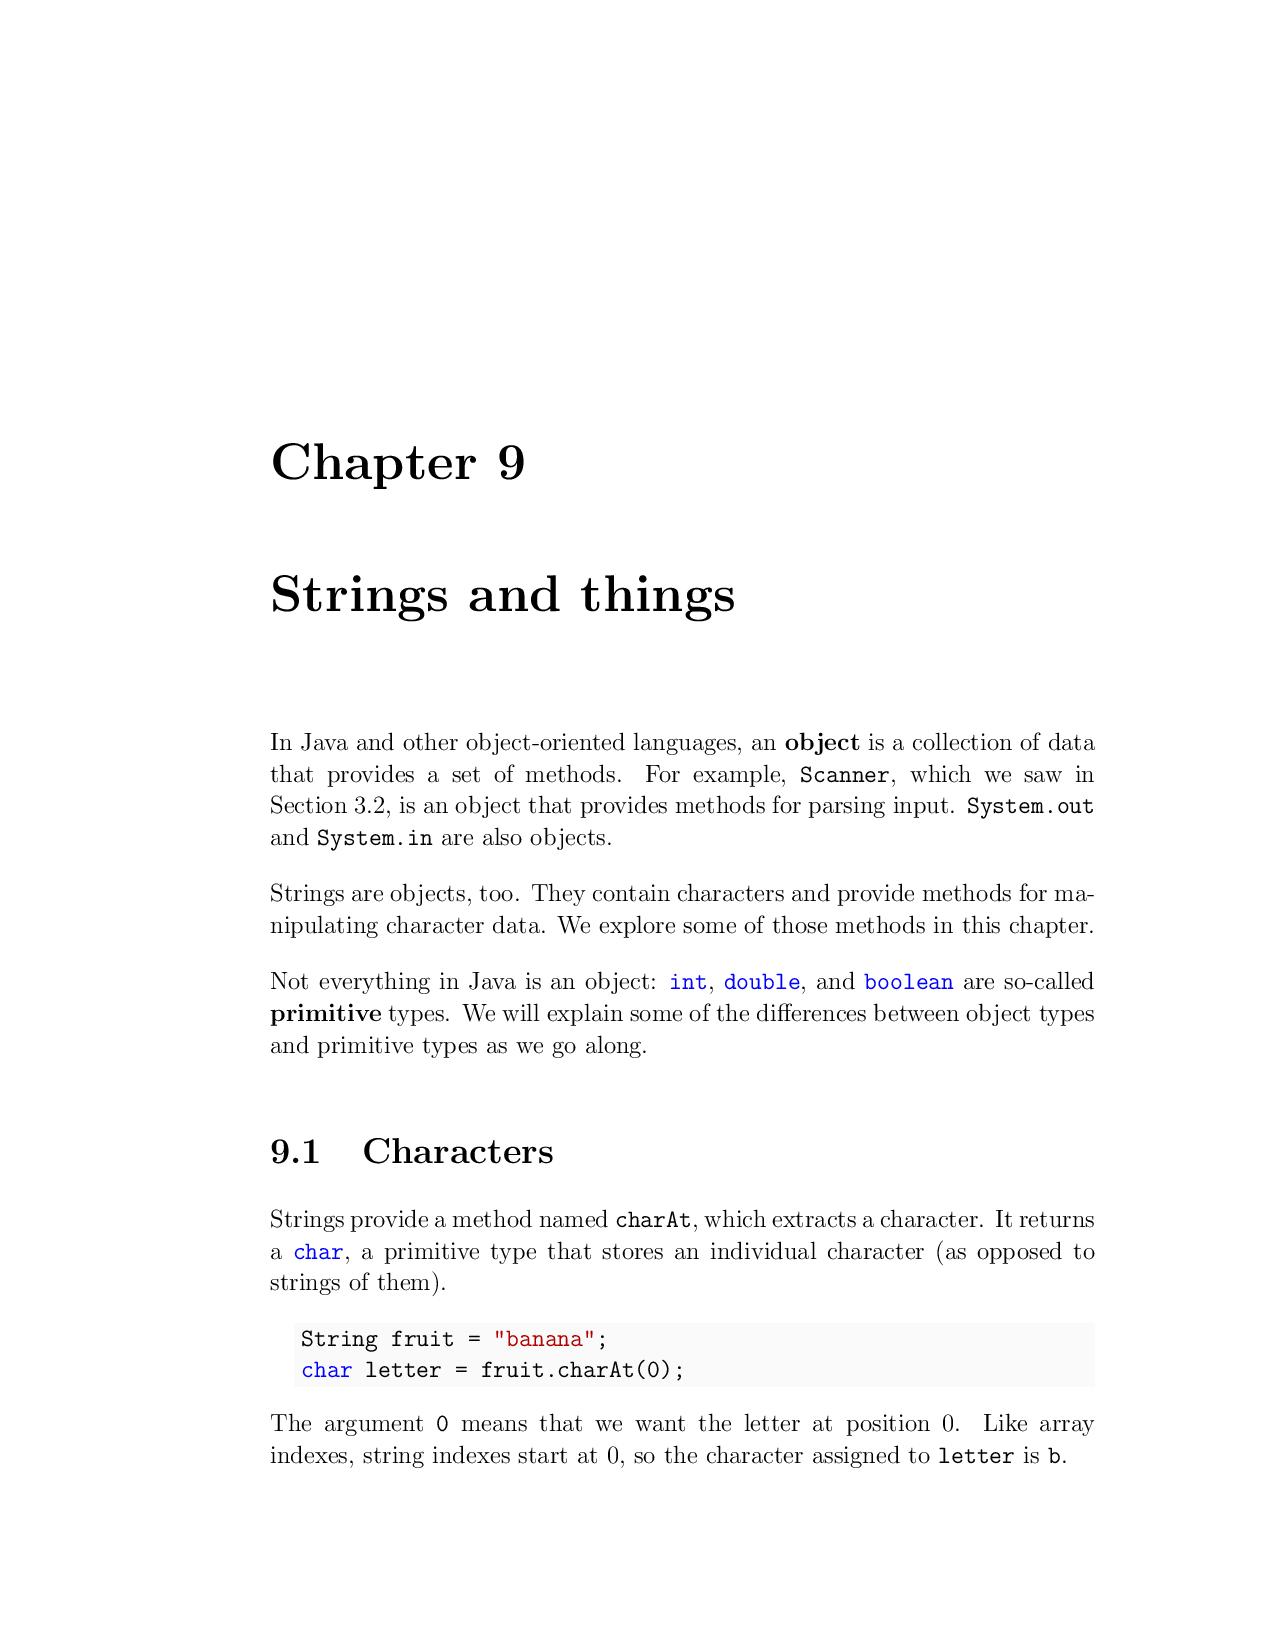 Chapter 9
Strings and things
In Java and other object-oriented languages, an object is a collection of data
that provides a set of methods. For example, Scanner, which we saw in
Section 3.2, is an object that provides methods for parsing input. System.out
and System.in are also objects.
Strings are objects, too. They contain characters and provide methods for ma-
nipulating character data. We explore some of those methods in this chapter.
Not everything in Java is an object: int, double, and boolean are so-called
primitive types. We will explain some of the differences between object types
and primitive types as we go along.
9.1 Characters
Strings provide a method named charAt, which extracts a character. It returns
a char, a primitive type that stores an individual character (as opposed to
strings of them).
String fruit = "banana";
char letter = fruit.charAt(0);
The argument 0 means that we want the letter at position 0. Like array
indexes, string indexes start at 0, so the character assigned to letter is b.